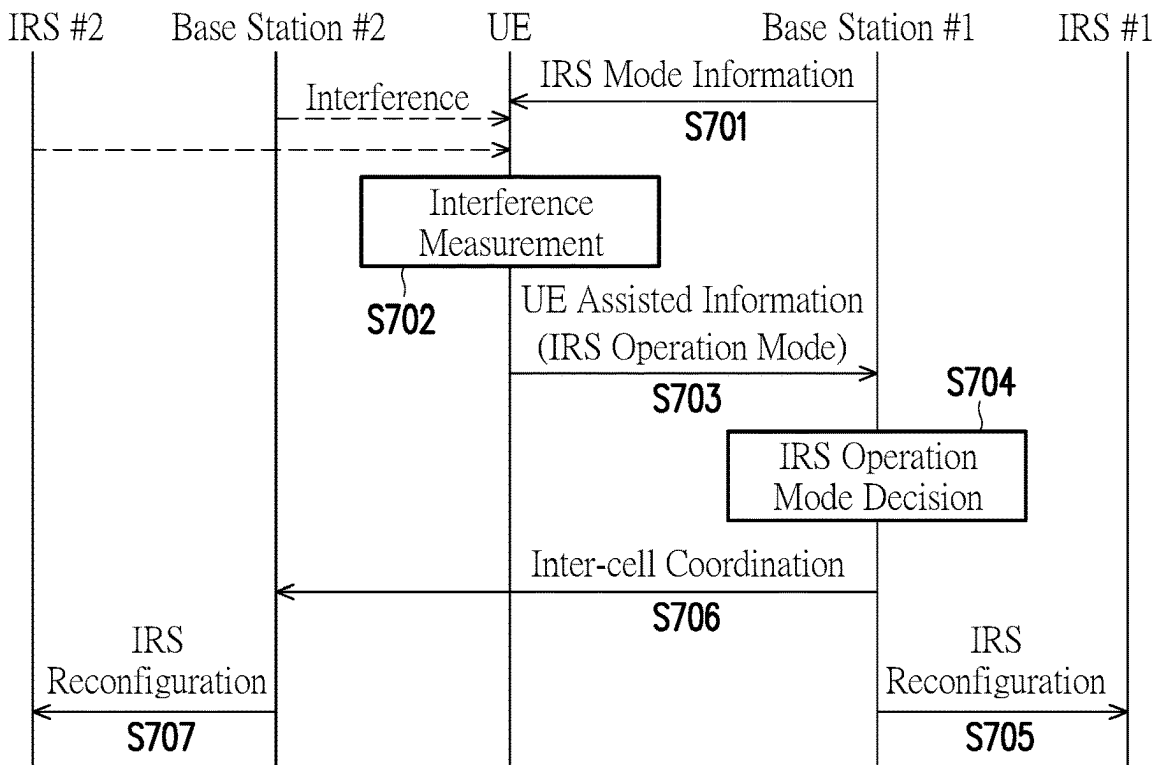 IRS #2
Base Station #2
UE
Base Station #1
IRS #1
IRS Mode Information
Interference
S701
Interference
Measurement
S702
UE Assisted Information
(IRS Operation Mode)
S703
S704
IRS Operation
Mode Decision
Inter-cell Coordination
S706
IRS
Reconfiguration
S707
IRS
Reconfiguration
S705